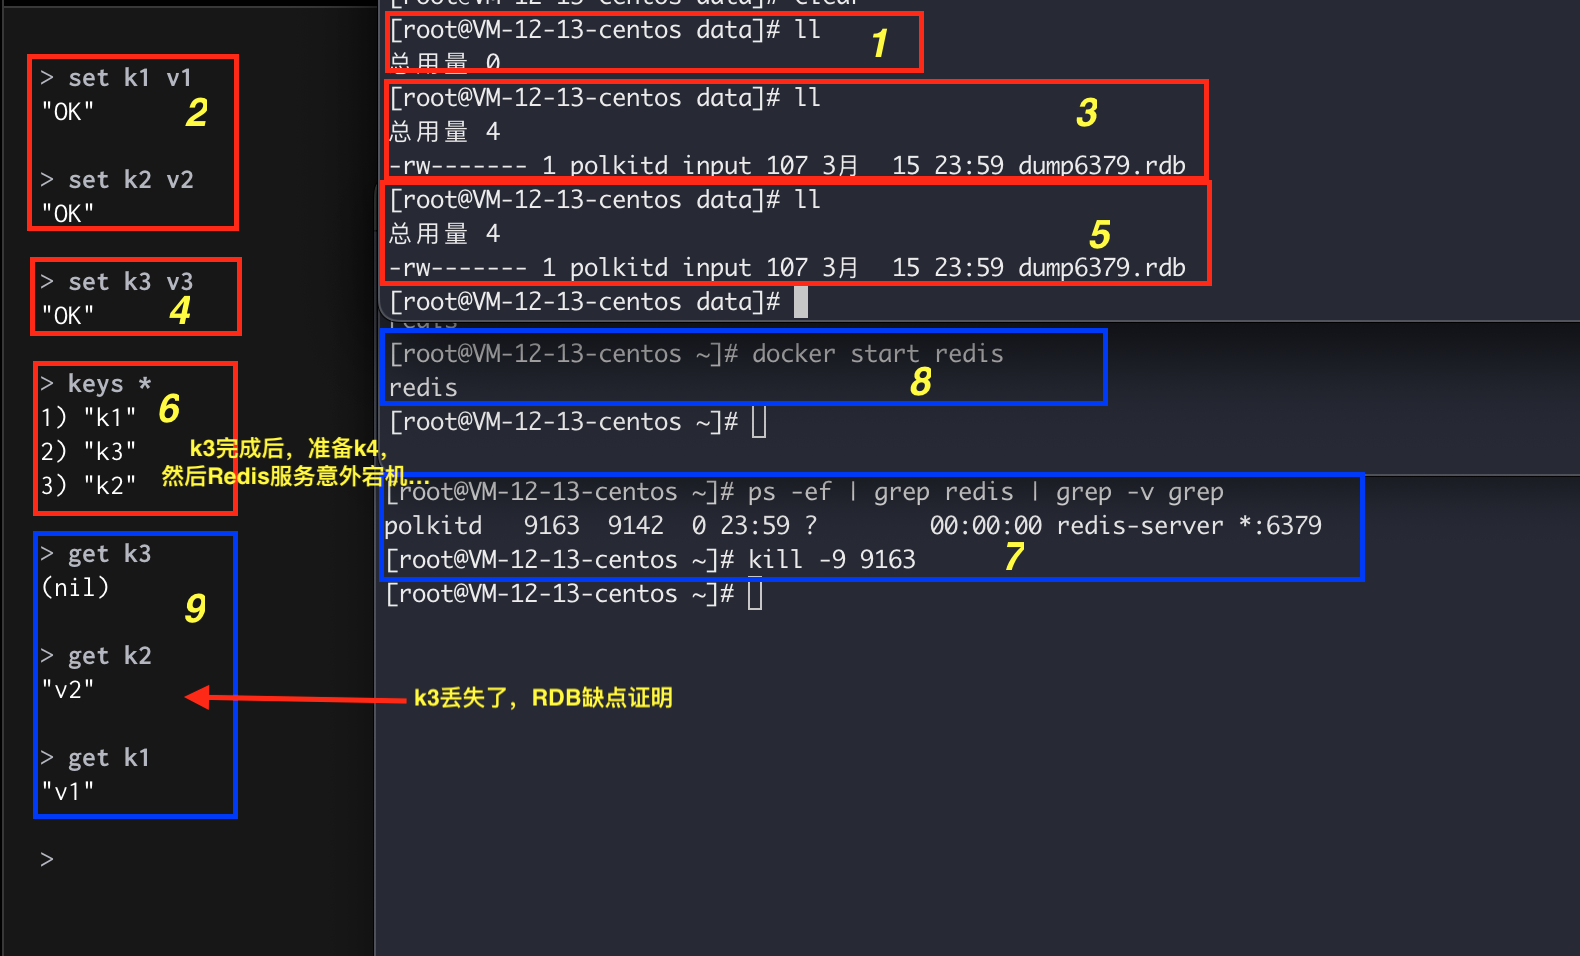 > set k1 v1
"OK"
2
> set k2 v2
"OK"
> set k3 v3
"OK"
4
> keys *
1) "k1"
2) "k3"
3) "k2"
6
k3完成后，准备k4，
然后Redis服务意外宕机...
> get k3
(nil)
9
> get k2
"v2"
> get k1
"v1"
>
[root@VM-12-13-centos data]# clear
[root@VM-12-13-centos data]# ll
总用量 0
1
[root@VM-12-13-centos data]# ll
总用量 4
-rw------- 1 polkitd input 107 3月  15 23:59 dump6379.rdb
3
[root@VM-12-13-centos data]# ll
总用量 4
-rw------- 1 polkitd input 107 3月  15 23:59 dump6379.rdb
5
[root@VM-12-13-centos data]#
redis
[root@VM-12-13-centos ~]# docker start redis
redis
8
[root@VM-12-13-centos ~]#
[root@VM-12-13-centos ~]# ps -ef | grep redis | grep -v grep
polkitd   9163  9142  0 23:59 ?        00:00:00 redis-server *:6379
[root@VM-12-13-centos ~]# kill -9 9163
7
[root@VM-12-13-centos ~]#
k3丢失了，RDB缺点证明